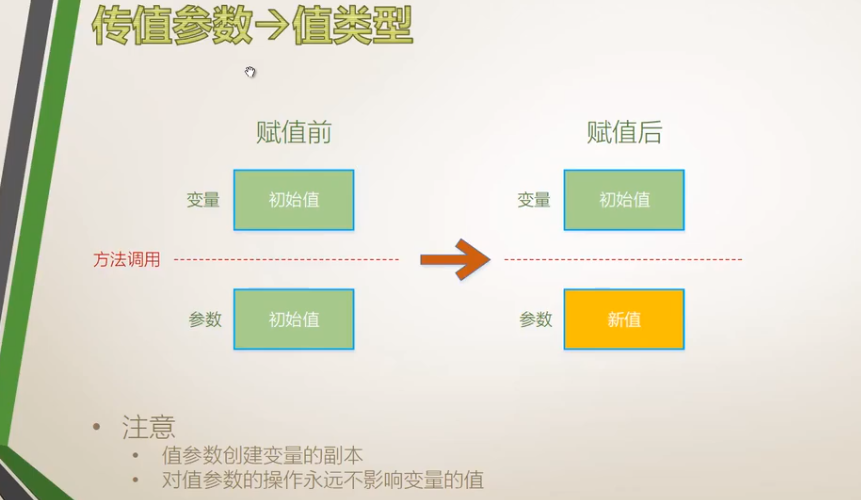 传值参数→值类型
赋值前
赋值后
变量
初始值
变量
初始值
方法调用
参数
初始值
参数
新值
• 注意
• 值参数创建变量的副本
• 对值参数的操作永远不影响变量的值